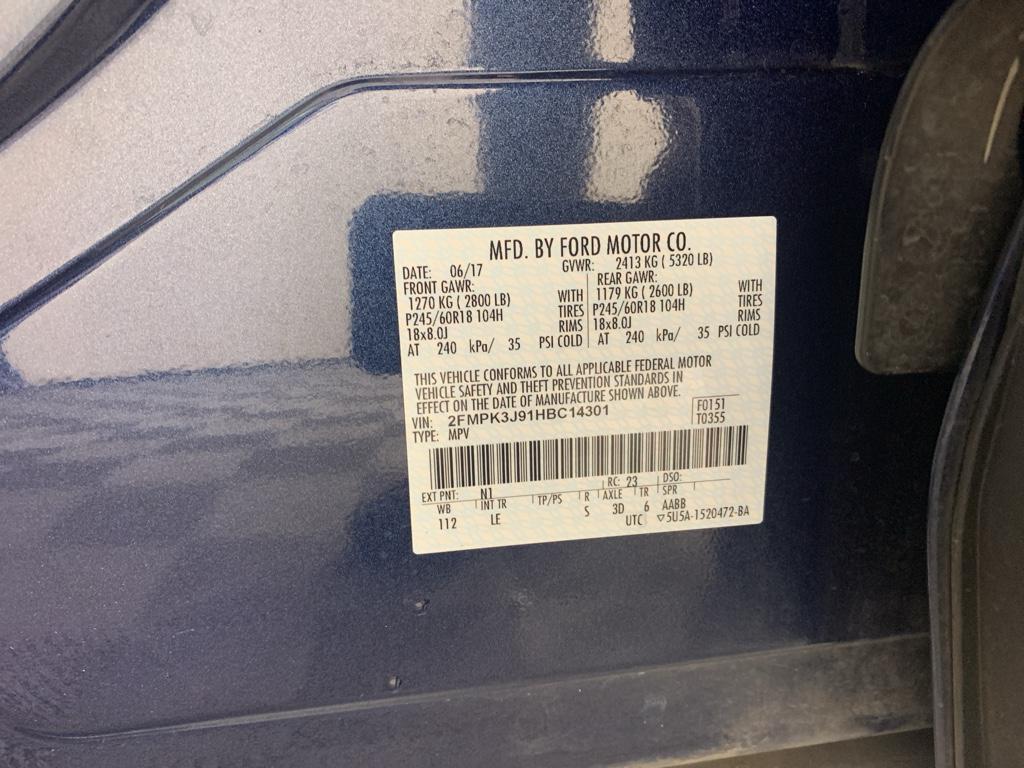 MFD. BY FORD MOTOR CO.
DATE: 06/17 GVWR: 2413 KG ( 5320 LB)
FRONT GAWR: REAR GAWR:
1270 KG ( 2800 LB) WITH 1179 KG ( 2600 LB) WITH
P245/60R18 104H TIRES P245/60R18 104H TIRES
18x8.0J RIMS 18x8.0J RIMS
AT 240 kPa/ 35 PSI COLD AT 240 kPa/ 35 PSI COLD
THIS VEHICLE CONFORMS TO ALL APPLICABLE FEDERAL MOTOR
VEHICLE SAFETY AND THEFT PREVENTION STANDARDS IN
EFFECT ON THE DATE OF MANUFACTURE SHOWN ABOVE.
VIN: 2FMPK3J91HBC14301 F0151
TYPE: MPV T0355
EXT PNT: N1 RC: 23 DSO:
WB INT TR TP/PS R AXLE TR SPR
112 LE S 3D 6 AABB
UTC ▽5U5A-1520472-BA